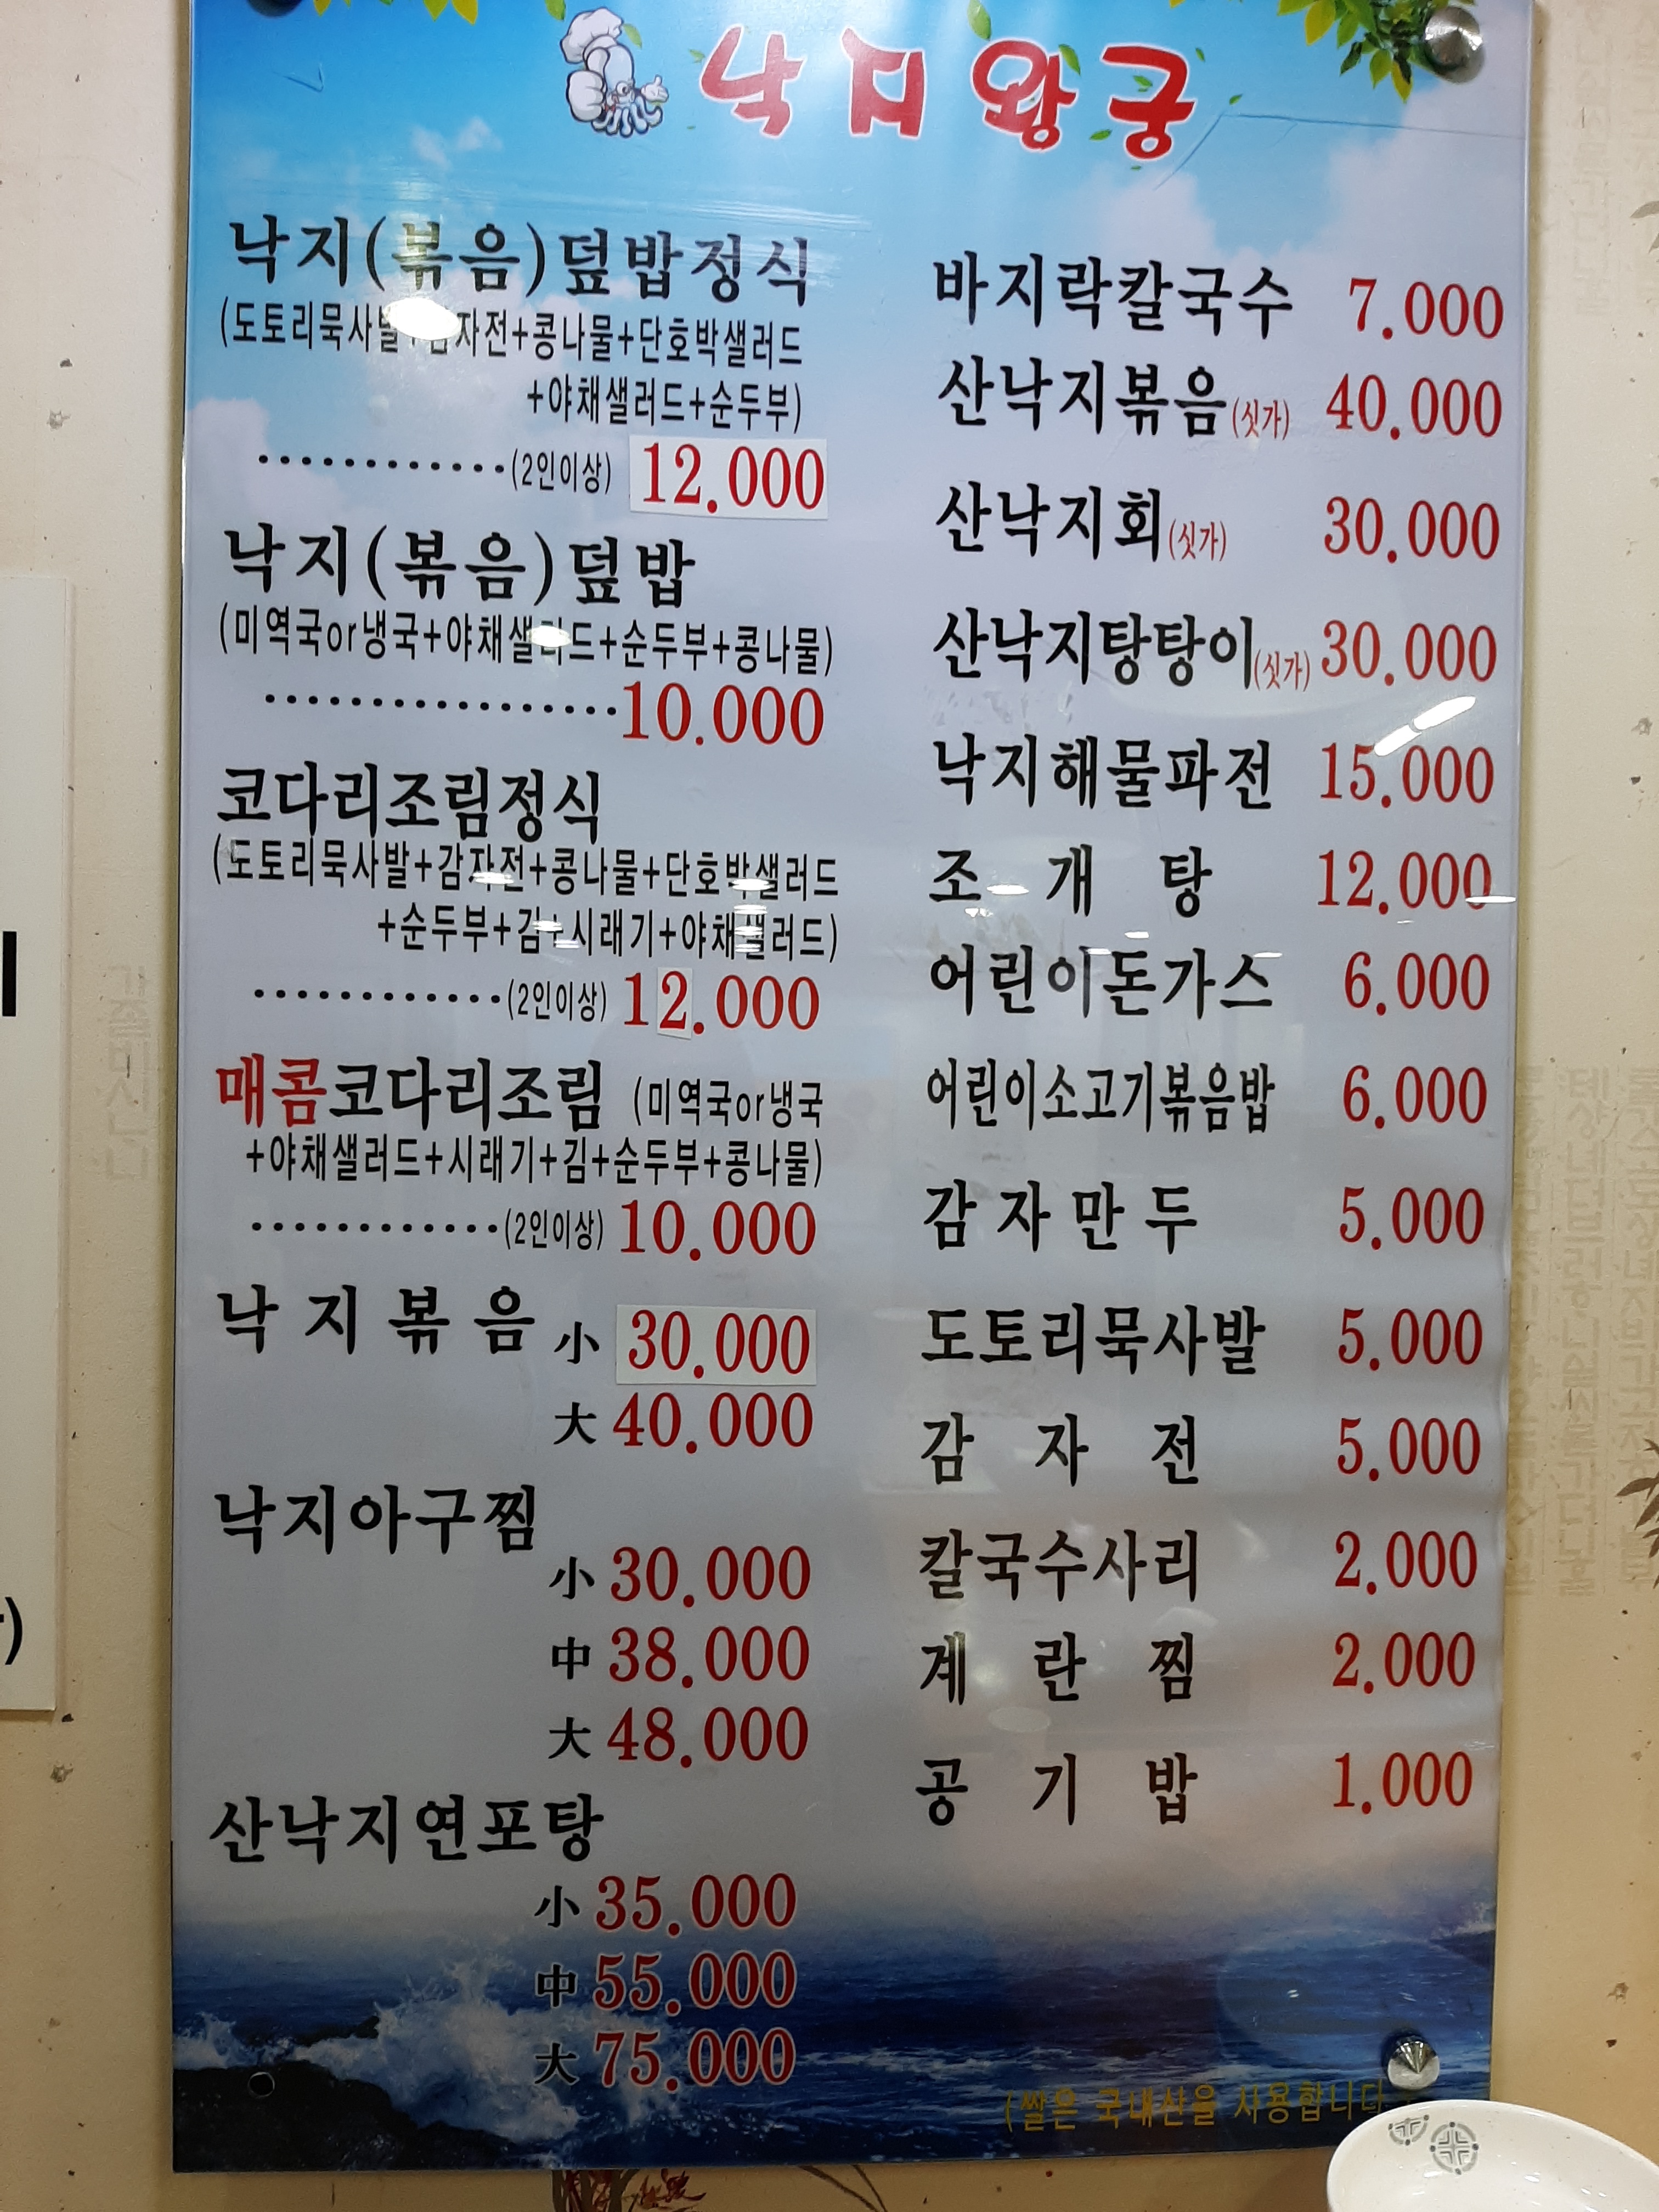 낙지왕궁
낙지(볶음)덮밥정식
(도토리묵사발+감자전+콩나물+단호박샐러드
+야채샐러드+순두부)
............(2인이상) 12.000
낙지(볶음)덮밥
(미역국or냉국+야채샐러드+순두부+콩나물)
.................10.000
코다리조림정식
(도토리묵사발+감자전+콩나물+단호박샐러드
+순두부+김+시래기+야채샐러드)
............(2인이상) 12.000
매콤코다리조림 (미역국or냉국
+야채샐러드+시래기+김+순두부+콩나물)
............(2인이상) 10.000
낙지볶음 小 30.000
大 40.000
낙지아구찜
小 30.000
中 38.000
大 48.000
산낙지연포탕
小 35.000
中 55.000
大 75.000
바지락칼국수 7.000
산낙지볶음(싯가) 40.000
산낙지회(싯가) 30.000
산낙지탕탕이(싯가) 30.000
낙지해물파전 15.000
조개탕 12.000
어린이돈가스 6.000
어린이소고기볶음밥 6.000
감자만두 5.000
도토리묵사발 5.000
감자전 5.000
칼국수사리 2.000
계란찜 2.000
공기밥 1.000
(쌀은 국내산을 사용합니다